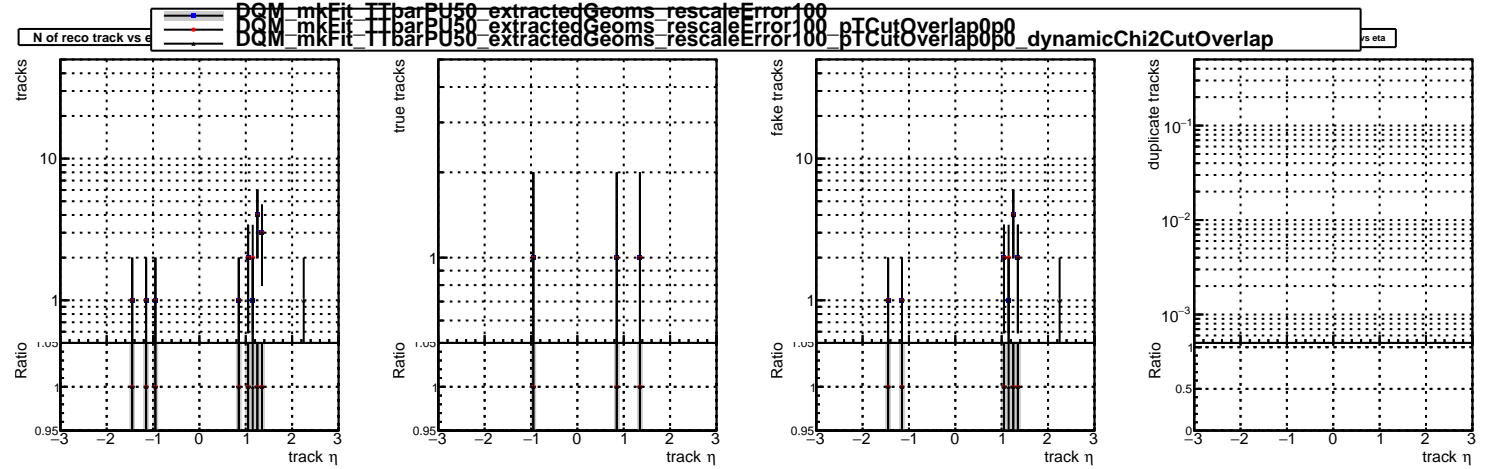 DQM_mkFit_TTbarPU50_extractedGeoms_rescaleError100
DQM_mkFit_TTbarPU50_extractedGeoms_rescaleError100_pTCutOverlap0p0
DQM_mkFit_TTbarPU50_extractedGeoms_rescaleError100_pTCutOverlap0p0_dynamicChi2CutOverlap
N of reco track vs e
vs eta
tracks
10
1
Ratio
1.05
1
0.95
−3 −2 −1 0 1 2 3
track η
true tracks
1
Ratio
1.05
1
0.95
−3 −2 −1 0 1 2 3
track η
fake tracks
10
1
Ratio
1.05
1
0.95
−3 −2 −1 0 1 2 3
track η
duplicate tracks
10−1
10−2
10−3
Ratio
1
0.5
0
−3 −2 −1 0 1 2 3
track η